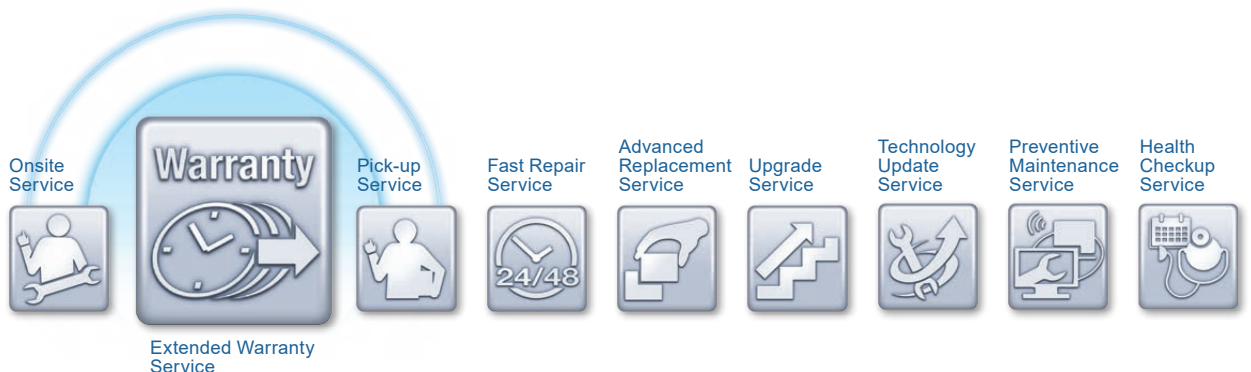 Onsite
Service
Warranty
Extended Warranty
Service
Pick-up
Service
Fast Repair
Service
24/48
Advanced
Replacement
Service
Upgrade
Service
Technology
Update
Service
Preventive
Maintenance
Service
Health
Checkup
Service